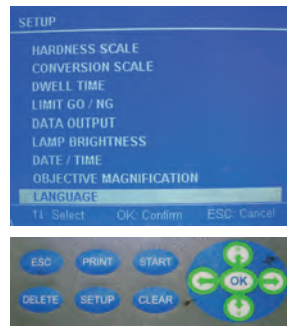 SETUP
HARDNESS SCALE
CONVERSION SCALE
DWELL TIME
LIMIT GO / NG
DATA OUTPUT
LAMP BRIGHTNESS
DATE / TIME
OBJECTIVE MAGNIFICATION
LANGUAGE
↑↓: Select OK: Confirm ESC: Cancel
ESC PRINT START
OK
DELETE SETUP CLEAR